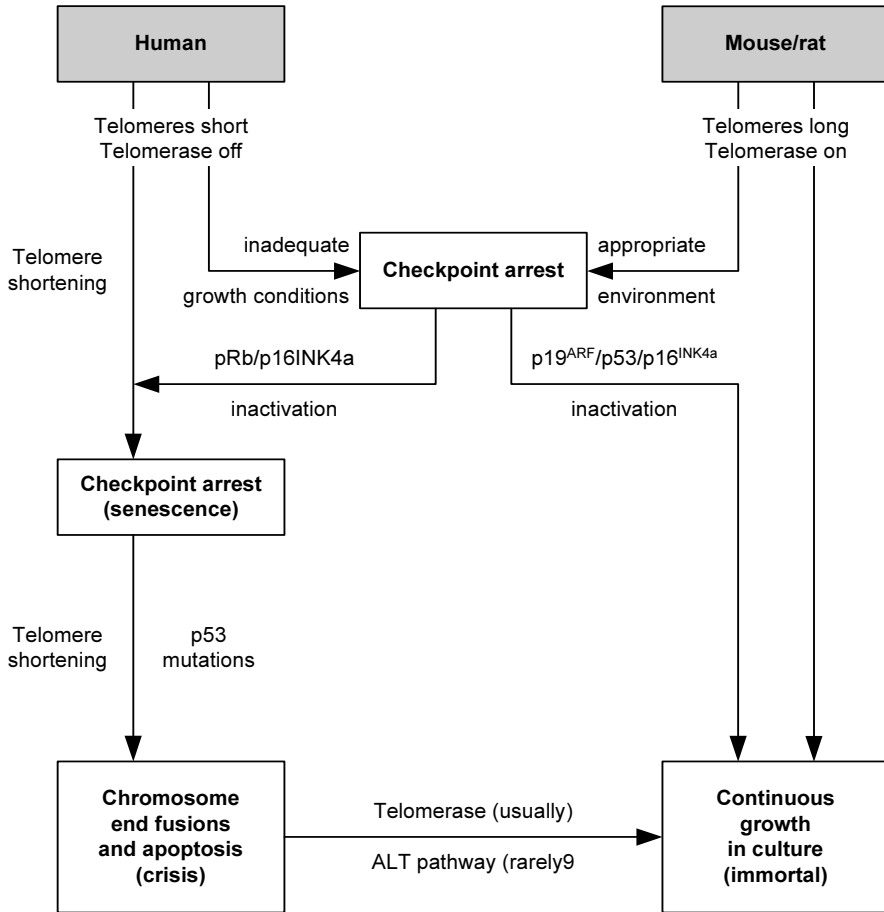 Human
Mouse/rat
Telomeres short
Telomerase off
Telomeres long
Telomerase on
Telomere
shortening
inadequate
growth conditions
Checkpoint arrest
appropriate
environment
pRb/p16INK4a
inactivation
p19ARF/p53/p16INK4a
inactivation
Checkpoint arrest
(senescence)
Telomere
shortening
p53
mutations
Chromosome
end fusions
and apoptosis
(crisis)
Telomerase (usually)
ALT pathway (rarely9
Continuous
growth
in culture
(immortal)